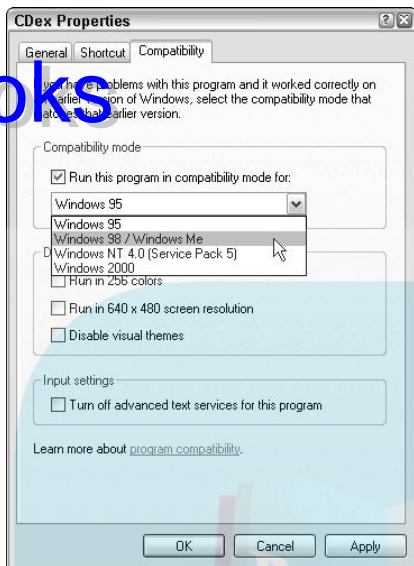 CDex Properties
General Shortcut Compatibility
oks
you have problems with this program and it worked correctly on
earlier version of Windows, select the compatibility mode that
that earlier version.
Compatibility mode
Run this program in compatibility mode for:
Windows 95
Windows 95
Windows 98 / Windows Me
Windows NT 4.0 (Service Pack 5)
Windows 2000
Run in 256 colors
Run in 640 x 480 screen resolution
Disable visual themes
Input settings
Turn off advanced text services for this program
Learn more about program compatibility.
OK Cancel Apply